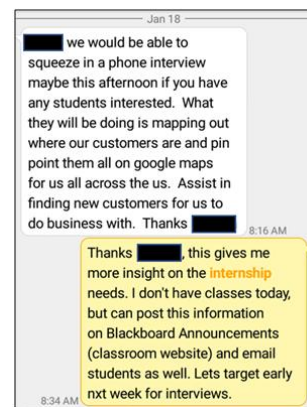 Jan 18
we would be able to
squeeze in a phone interview
maybe this afternoon if you have
any students interested. What
they will be doing is mapping out
where our customers are and pin
point them all on google maps
for us all across the us. Assist in
finding new customers for us to
do business with. Thanks
8:16 AM
Thanks , this gives me
more insight on the internship
needs. I don't have classes today,
but can post this information
on Blackboard Announcements
(classroom website) and email
students as well. Lets target early
nxt week for interviews.
8:34 AM